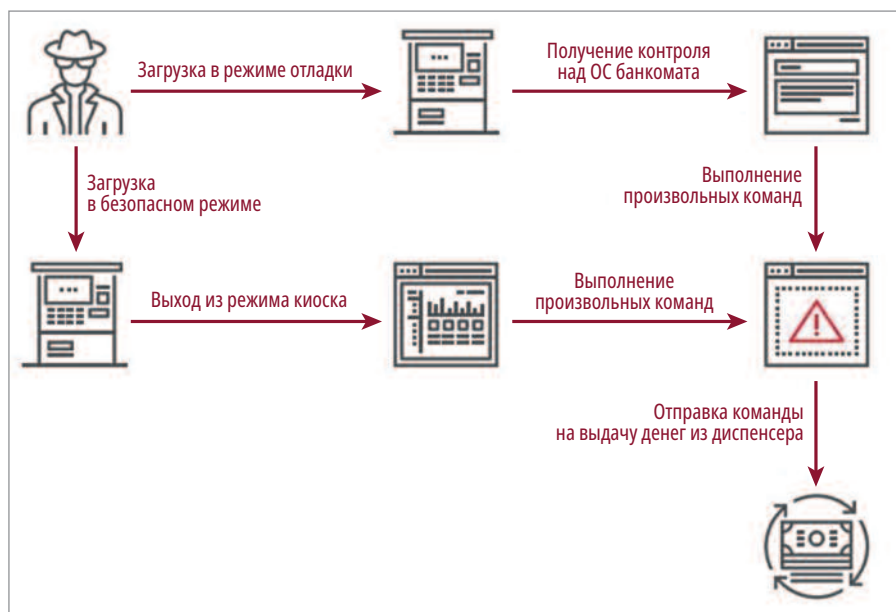 Загрузка в режиме отладки
Получение контроля
над ОС банкомата
Загрузка
в безопасном режиме
Выполнение
произвольных команд
Выход из режима киоска
Выполнение
произвольных команд
Отправка команды
на выдачу денег из диспенсера